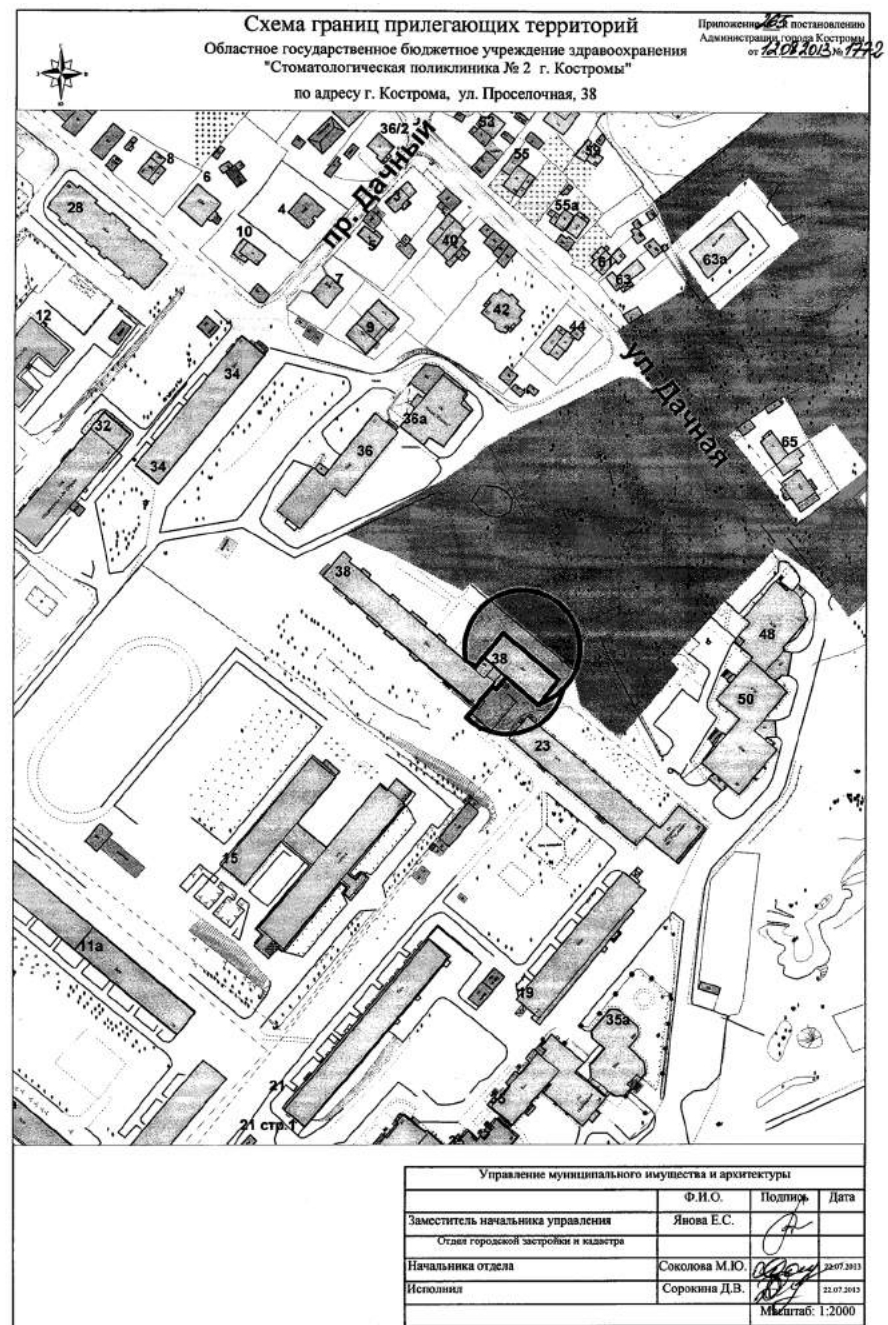 Схема границ прилегающих территорий
Областное государственное бюджетное учреждение здравоохранения
"Стоматологическая поликлиника № 2 г. Костромы"
по адресу г. Кострома, ул. Проселочная, 38
Приложение 205 к постановлению
Администрации города Костромы
от 12.08.2013 № 1772
36/2
53
8
6
55
59
28
4
пр. Дачный
55а
10
5
40
61
63
63а
7
42
12
9
44
34
ул. Дачная
32
36а
36
65
34
38
48
38
50
23
15
11а
19
35а
21
35
21 стр.1
Управление муниципального имущества и архитектуры
Ф.И.О. Подпись Дата
Заместитель начальника управления Янова Е.С.
Отдел городской застройки и кадастра
Начальника отдела Соколова М.Ю. 22.07.2013
Исполнил Сорокина Д.В. 22.07.2013
Масштаб: 1:2000